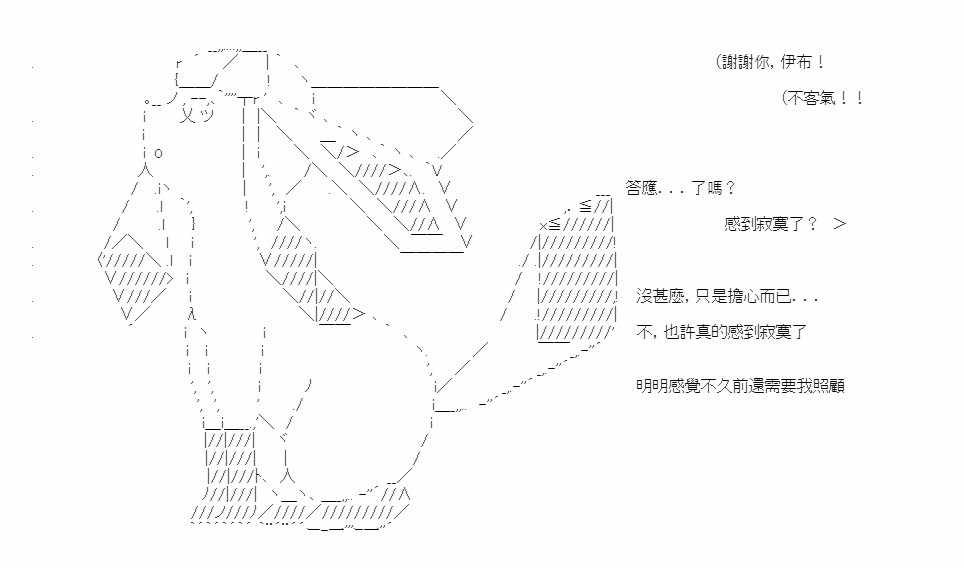 (謝謝你，伊布！
(不客氣！！
答應...了嗎？
感到寂寞了？ ＞
沒甚麼，只是擔心而已...
不，也許真的感到寂寞了
明明感覺不久前還需要我照顧